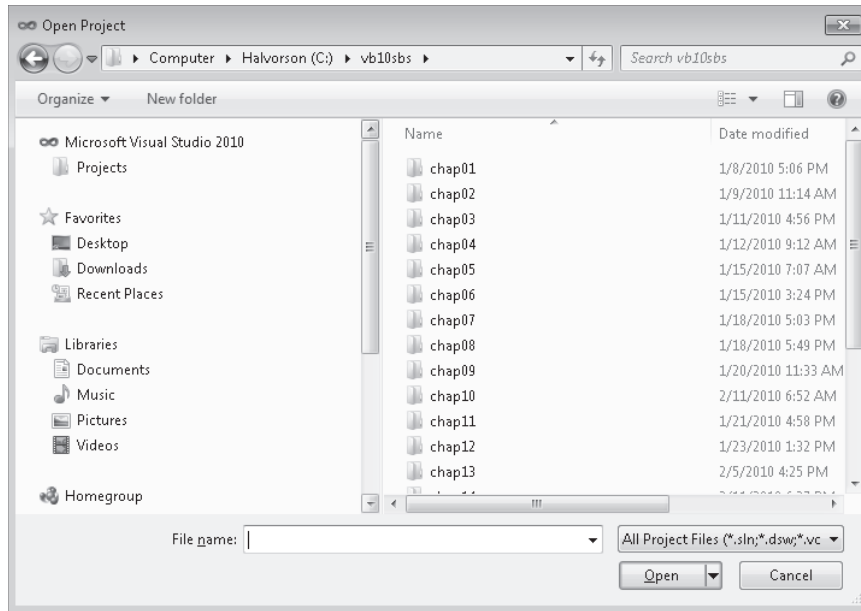 Open Project
Computer Halvorson (C:) vb10sbs
Search vb10sbs
Organize New folder
Microsoft Visual Studio 2010
Projects
Favorites
Desktop
Downloads
Recent Places
Libraries
Documents
Music
Pictures
Videos
Homegroup
Name Date modified
chap01 1/8/2010 5:06 PM
chap02 1/9/2010 11:14 AM
chap03 1/11/2010 4:56 PM
chap04 1/12/2010 9:12 AM
chap05 1/15/2010 7:07 AM
chap06 1/15/2010 3:24 PM
chap07 1/18/2010 5:03 PM
chap08 1/18/2010 5:49 PM
chap09 1/20/2010 11:33 AM
chap10 2/11/2010 6:52 AM
chap11 1/21/2010 4:58 PM
chap12 1/23/2010 1:32 PM
chap13 2/5/2010 4:25 PM
File name:
All Project Files (*.sln;*.dsw;*.vc
Open Cancel